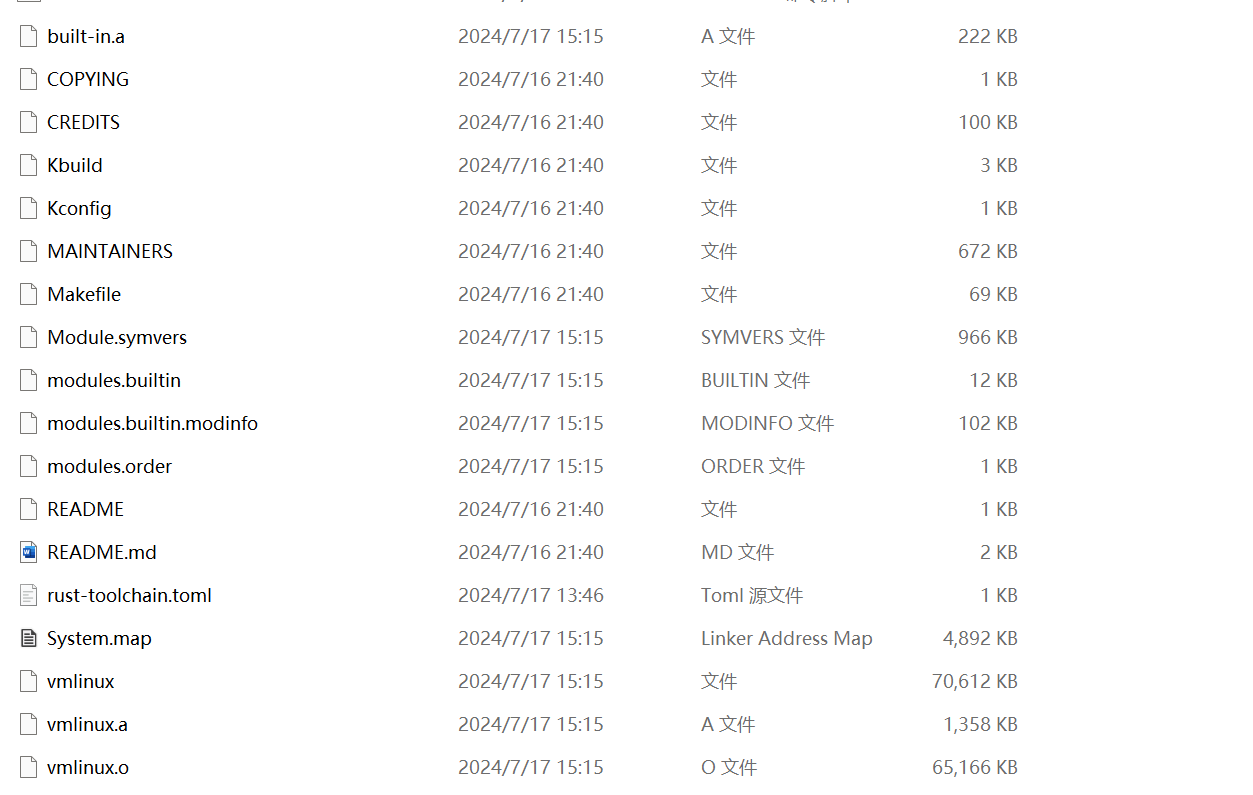 built-in.a 2024/7/17 15:15 A 文件 222 KB
COPYING 2024/7/16 21:40 文件 1 KB
CREDITS 2024/7/16 21:40 文件 100 KB
Kbuild 2024/7/16 21:40 文件 3 KB
Kconfig 2024/7/16 21:40 文件 1 KB
MAINTAINERS 2024/7/16 21:40 文件 672 KB
Makefile 2024/7/16 21:40 文件 69 KB
Module.symvers 2024/7/17 15:15 SYMVERS 文件 966 KB
modules.builtin 2024/7/17 15:15 BUILTIN 文件 12 KB
modules.builtin.modinfo 2024/7/17 15:15 MODINFO 文件 102 KB
modules.order 2024/7/17 15:15 ORDER 文件 1 KB
README 2024/7/16 21:40 文件 1 KB
README.md 2024/7/16 21:40 MD 文件 2 KB
rust-toolchain.toml 2024/7/17 13:46 Toml 源文件 1 KB
System.map 2024/7/17 15:15 Linker Address Map 4,892 KB
vmlinux 2024/7/17 15:15 文件 70,612 KB
vmlinux.a 2024/7/17 15:15 A 文件 1,358 KB
vmlinux.o 2024/7/17 15:15 O 文件 65,166 KB